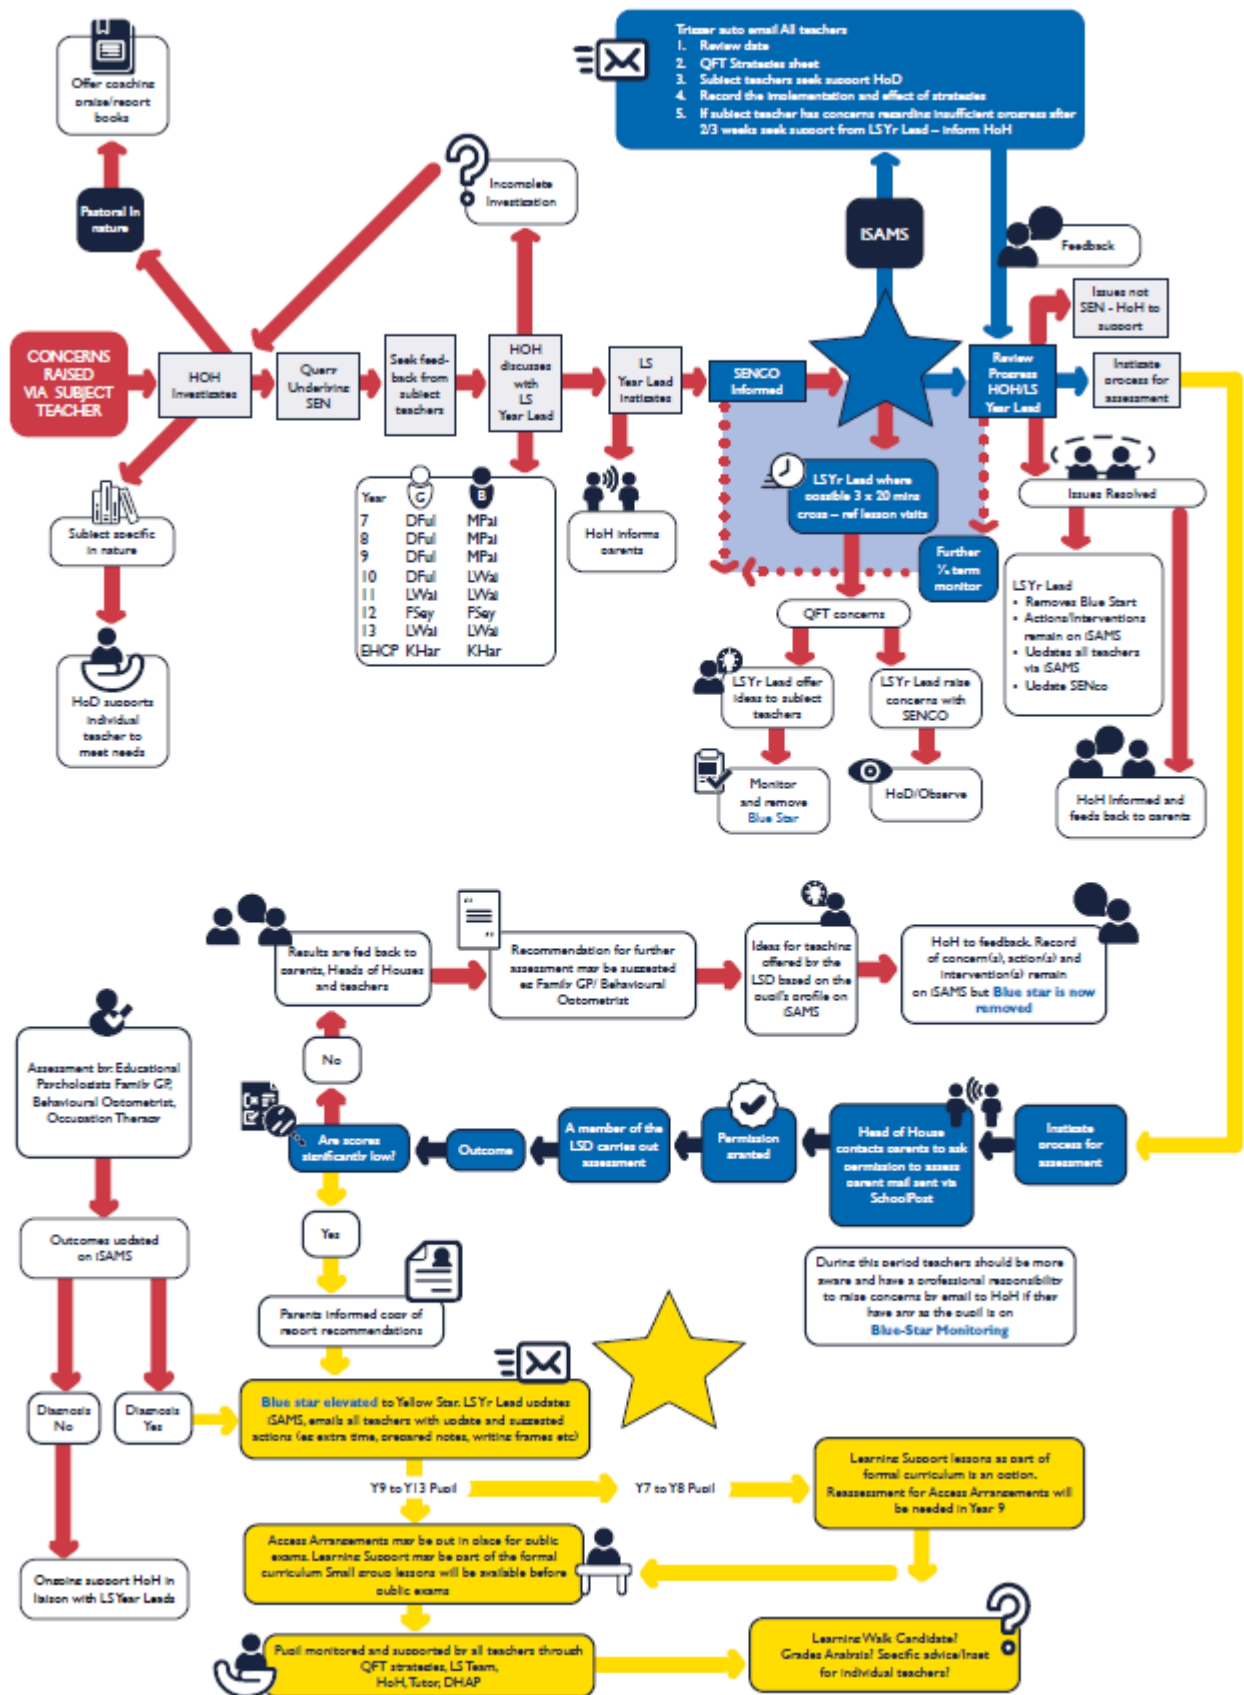 Trigger auto email All teachers
1. Review date
2. QFT Strategies sheet
3. Subject teachers seek support HoD
4. Record the implementation and effect of strategies
5. If subject teacher has concerns regarding insufficient progress after
2/3 weeks seek support from LS Yr Lead – inform HoH
Offer coaching
praise/report
books
Pastoral In
nature
Incomplete
Investigation
ISAMS
Feedback
Issues not
SEN - HoH to
support
CONCERNS
RAISED
VIA SUBJECT
TEACHER
HOH
Investigates
Query
Underlying
SEN
Seek feed-
back from
subject
teachers
HOH
discusses
with
LS
Year Lead
LS
Year Lead
Instigates
SENCO
Informed
Review
Progress
HOH/LS
Year Lead
Instigate
process for
assessment
Subject specific
in nature
HoD supports
individual
teacher to
meet needs
Year G B
7 DFul MPai
8 DFul MPai
9 DFul MPai
10 DFul LWal
11 LWal LWal
12 FSey FSey
13 LWal LWal
EHCP KHar KHar
HoH informs
parents
LS Yr Lead where
possible 3 x 20 mins
cross – ref lesson visits
Further
½ term
monitor
Issues Resolved
QFT concerns
LS Yr Lead offer
ideas to subject
teachers
LS Yr Lead raise
concerns with
SENCO
Monitor
and remove
Blue Star
HoD/Observe
LS Yr Lead
• Removes Blue Start
• Actions/Interventions
remain on iSAMS
• Updates all teachers
via iSAMS
• Update SENco
HoH Informed and
feeds back to parents
Results are fed back to
parents, Heads of Houses
and teachers
Recommendation for further
assessment may be suggested
eg Family GP/ Behavioural
Optometrist
Ideas for teaching
offered by the
LSD based on the
pupil's profile on
iSAMS
HoH to feedback. Record
of concern(s), action(s) and
intervention(s) remain
on iSAMS but Blue star is now
removed
Assessment by: Educational
Psychologists Family GP,
Behavioural Optometrist,
Occupation Therapy
No
Are scores
significantly low?
Outcome
A member of the
LSD carries out
assessment
Permission
granted
Head of House
contacts parents to ask
permission to assess
parent mail sent via
SchoolPost
Instigate
process for
assessment
Outcomes updated
on iSAMS
Yes
During this period teachers should be more
aware and have a professional responsibility
to raise concerns by email to HoH if they
have any as the pupil is on
Blue-Star Monitoring
Parents informed copy of
report recommendations
Diagnosis
No
Diagnosis
Yes
Blue star elevated to Yellow Star. LS Yr Lead updates
iSAMS, emails all teachers with update and suggested
actions (eg extra time, prepared notes, writing frames etc)
Y9 to Y13 Pupil
Y7 to Y8 Pupil
Learning Support lessons as part of
formal curriculum is an option.
Reassessment for Access Arrangements will
be needed in Year 9
Access Arrangements may be put in place for public
exams. Learning Support may be part of the formal
curriculum Small group lessons will be available before
public exams
Ongoing support HoH in
liaison with LS Year Leads
Pupil monitored and supported by all teachers through
QFT strategies, LS Team,
HoH, Tutor, DHAP
Learning Walk Candidate?
Grades Analysis? Specific advice/Inset
for individual teachers?